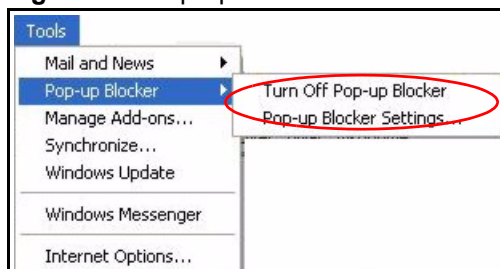 Tools
Mail and News
Pop-up Blocker
Turn Off Pop-up Blocker
Manage Add-ons...
Pop-up Blocker Settings...
Synchronize...
Windows Update
Windows Messenger
Internet Options...